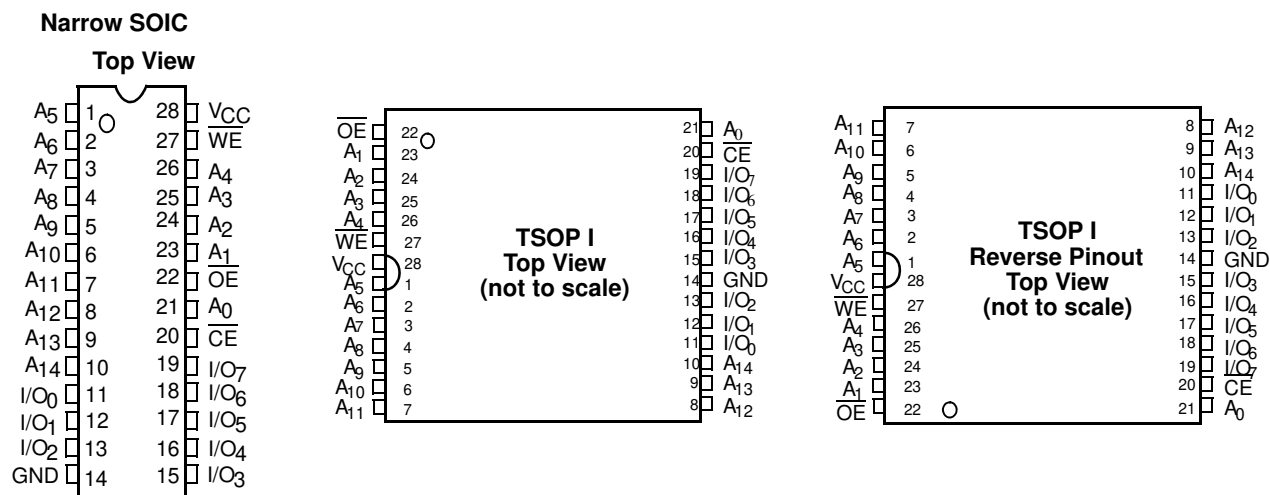 Narrow SOIC
Top View
A5 1 28 VCC
A6 2 27 W̅E̅
A7 3 26 A4
A8 4 25 A3
A9 5 24 A2
A10 6 23 A1
A11 7 22 O̅E̅
A12 8 21 A0
A13 9 20 C̅E̅
A14 10 19 I/O7
I/O0 11 18 I/O6
I/O1 12 17 I/O5
I/O2 13 16 I/O4
GND 14 15 I/O3
O̅E̅ 22 21 A0
A1 23 20 C̅E̅
A2 24 19 I/O7
A3 25 18 I/O6
A4 26 17 I/O5
W̅E̅ 27 16 I/O4
VCC 28 15 I/O3
A5 1 14 GND
A6 2 13 I/O2
A7 3 12 I/O1
A8 4 11 I/O0
A9 5 10 A14
A10 6 9 A13
A11 7 8 A12
TSOP I
Top View
(not to scale)
A11 7 8 A12
A10 6 9 A13
A9 5 10 A14
A8 4 11 I/O0
A7 3 12 I/O1
A6 2 13 I/O2
A5 1 14 GND
VCC 28 15 I/O3
W̅E̅ 27 16 I/O4
A4 26 17 I/O5
A3 25 18 I/O6
A2 24 19 I/O7
A1 23 20 C̅E̅
O̅E̅ 22 21 A0
TSOP I
Reverse Pinout
Top View
(not to scale)